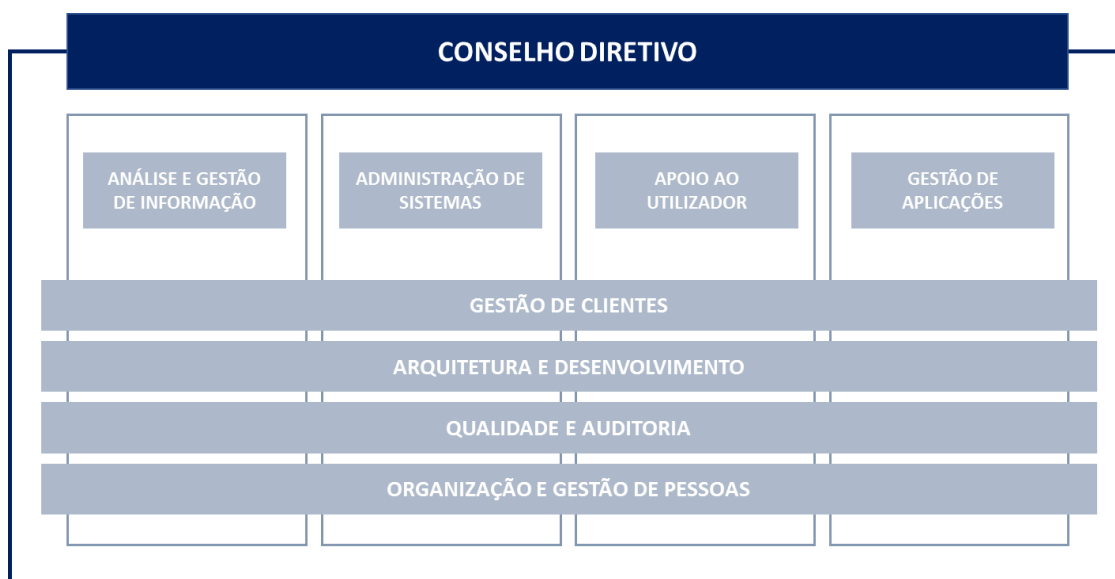 CONSELHO DIRETIVO
ANÁLISE E GESTÃO
DE INFORMAÇÃO
ADMINISTRAÇÃO DE
SISTEMAS
APOIO AO
UTILIZADOR
GESTÃO DE
APLICAÇÕES
GESTÃO DE CLIENTES
ARQUITETURA E DESENVOLVIMENTO
QUALIDADE E AUDITORIA
ORGANIZAÇÃO E GESTÃO DE PESSOAS